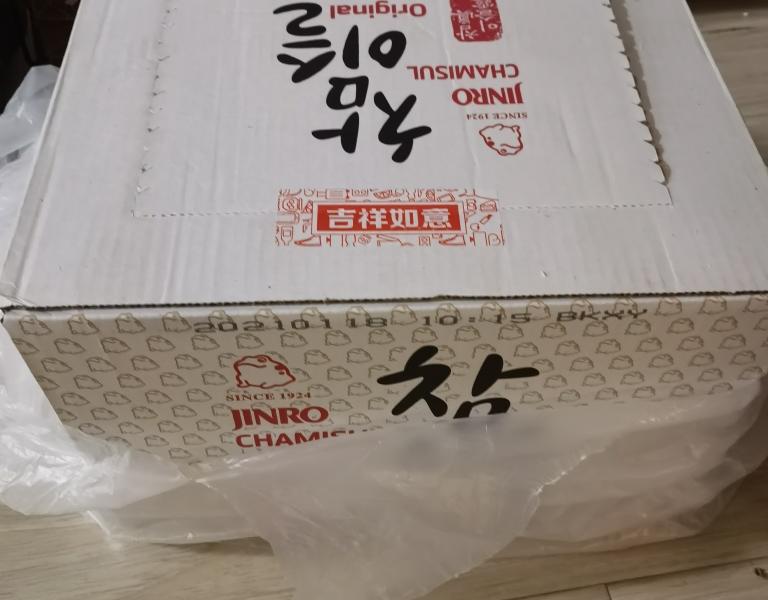 Original
참이슬
JINRO
CHAMISUL
SINCE 1924
吉祥如意
20210118 10:15 BKXY
SINCE 1924
JINRO
참